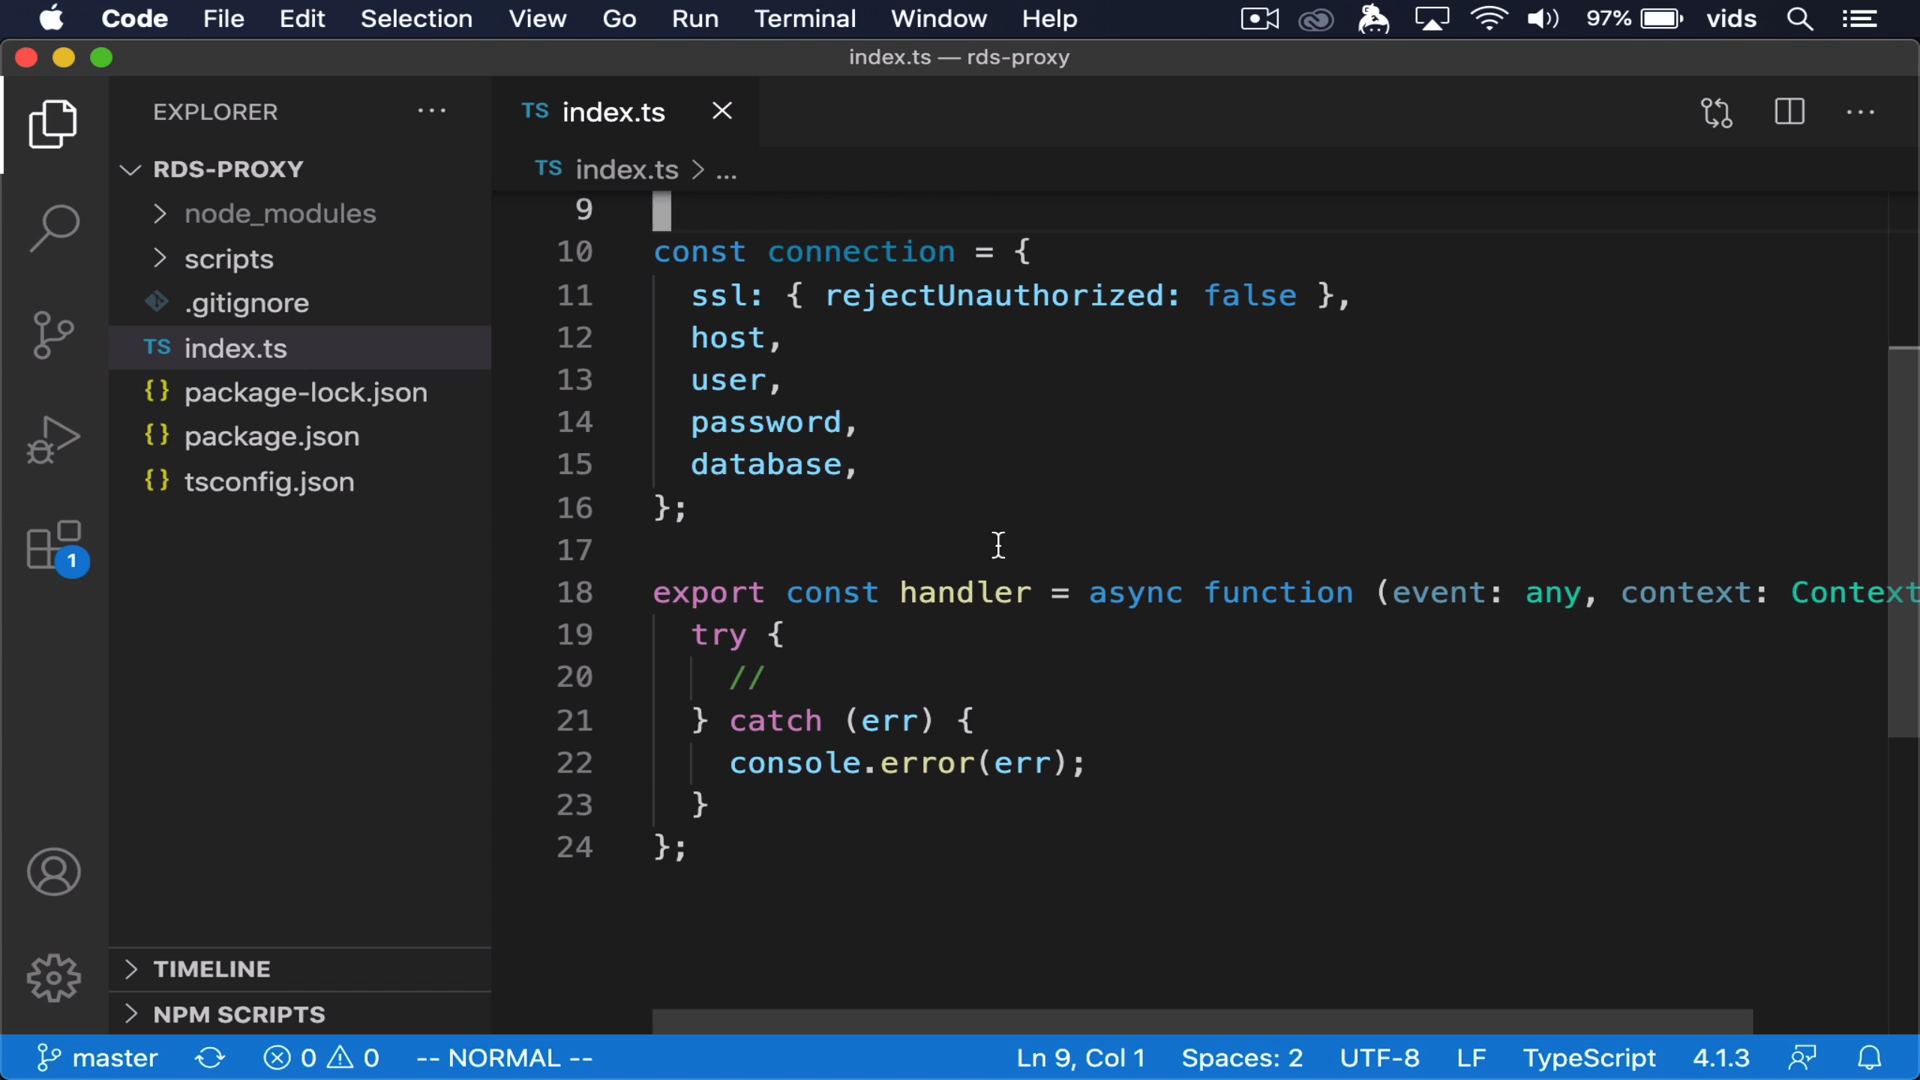 Code File Edit Selection View Go Run Terminal Window Help 97% vids
index.ts — rds-proxy
EXPLORER ···
TS index.ts
TS index.ts > ...
RDS-PROXY
node_modules
scripts
.gitignore
TS index.ts
{} package-lock.json
{} package.json
{} tsconfig.json
1
TIMELINE
NPM SCRIPTS
9
10 const connection = {
11 ssl: { rejectUnauthorized: false },
12 host,
13 user,
14 password,
15 database,
16 };
17
18 export const handler = async function (event: any, context: Context
19 try {
20 //
21 } catch (err) {
22 console.error(err);
23 }
24 };
master 0 0 -- NORMAL -- Ln 9, Col 1 Spaces: 2 UTF-8 LF TypeScript 4.1.3